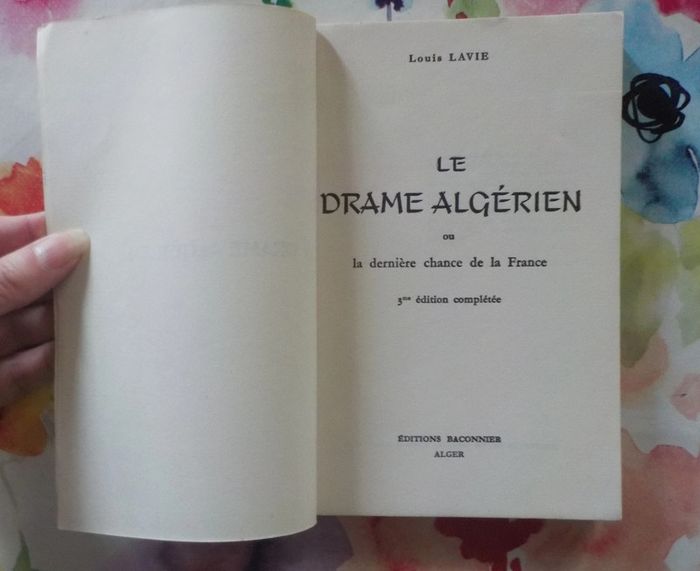 Louis LAVIE
LE
DRAME ALGÉRIEN
ou
la dernière chance de la France
3me édition complétée
ÉDITIONS BACONNIER
ALGER